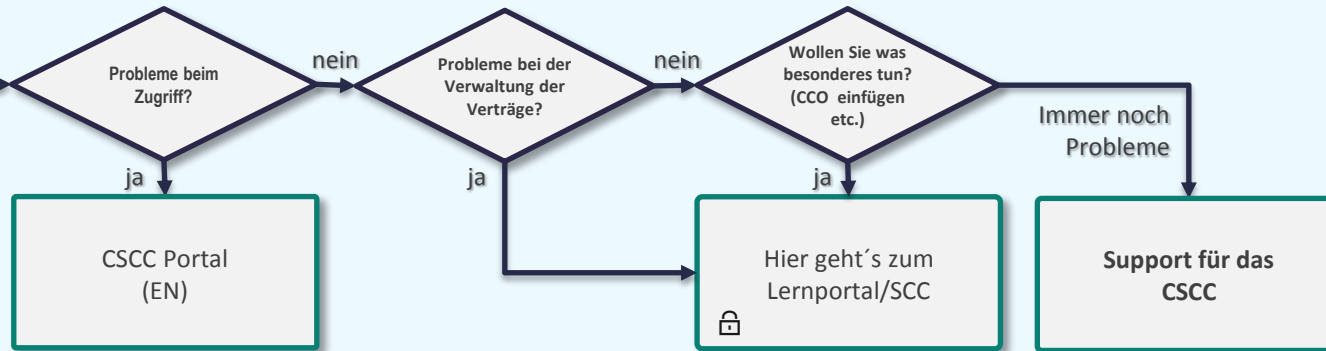 Probleme beim
Zugriff?
nein
Probleme bei der
Verwaltung der
Verträge?
nein
Wollen Sie was
besonderes tun?
(CCO einfügen
etc.)
Immer noch
Probleme
ja
ja
ja
CSCC Portal
(EN)
Hier geht´s zum
Lernportal/SCC
Support für das
CSCC